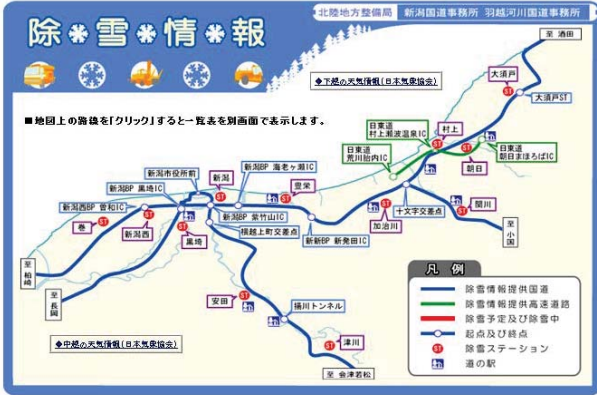 除雪情報
北陸地方整備局 新潟国道事務所 羽越河川国道事務所
至 酒田
◆下越の天気情報(日本気象協会)
大須戸
ST
大須戸ST
■地図上の路線を「クリック」すると一覧表を別画面で表示します。
日東道
村上瀬波温泉IC
村上
ST
日東道
荒川胎内IC
日東道
朝日まほろばIC
朝日
ST
新潟市役所前
新潟BP 黒埼IC
新潟
ST
新潟BP 海老ヶ瀬IC
豊栄
ST
新潟西BP 曽和IC
巻
ST
新潟西
ST
黒埼
ST
新潟BP 紫竹山IC
横越上町交差点
新新BP 新発田IC
加治川
ST
十文字交差点
関川
ST
至 小国
至 柏崎
至 長岡
安田
ST
揚川トンネル
津川
ST
至 会津若松
◆中越の天気情報(日本気象協会)
凡例
除雪情報提供国道
除雪情報提供高速道路
除雪予定及び除雪中
起点及び終点
ST 除雪ステーション
道の駅